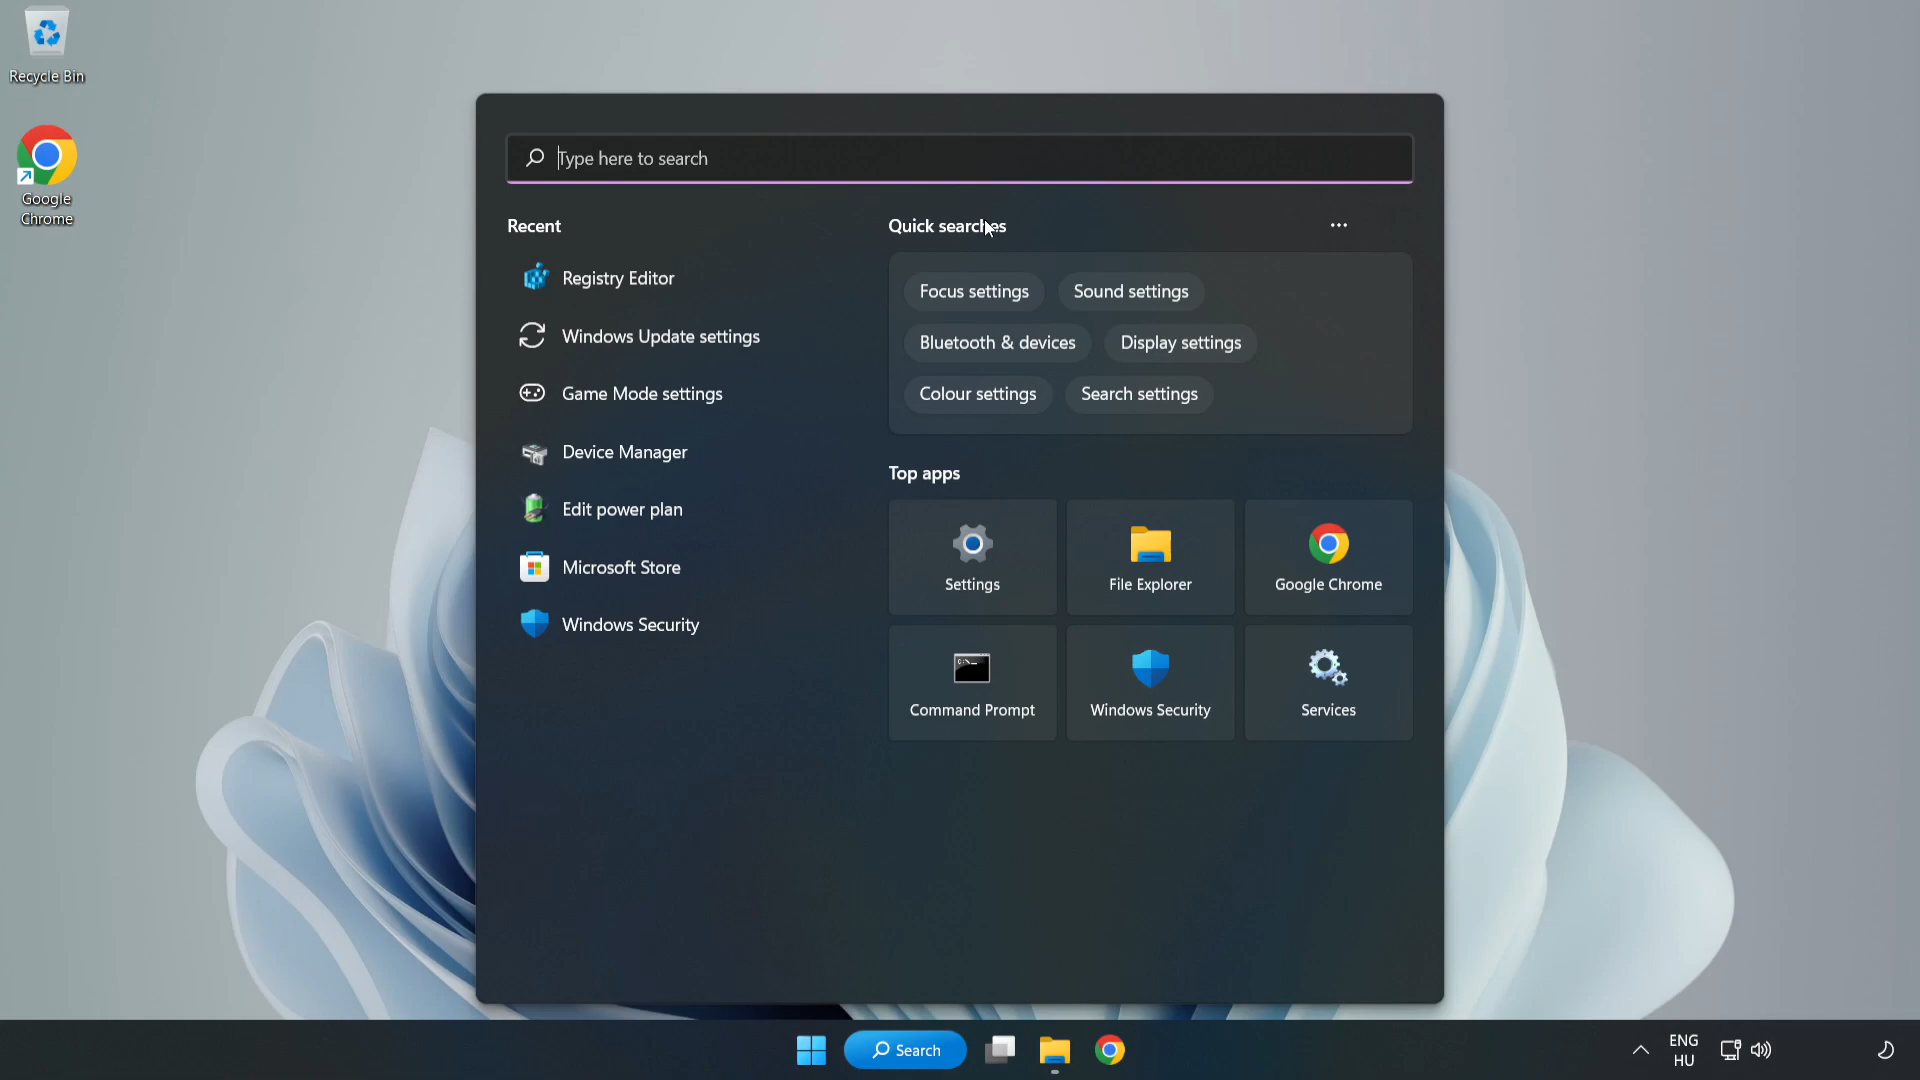 Recycle Bin
Google
Chrome
Type here to search
Recent
Registry Editor
Windows Update settings
Game Mode settings
Device Manager
Edit power plan
Microsoft Store
Windows Security
Quick searches
Focus settings
Sound settings
Bluetooth & devices
Display settings
Colour settings
Search settings
Top apps
Settings
File Explorer
Google Chrome
Command Prompt
Windows Security
Services
Search
ENG
HU